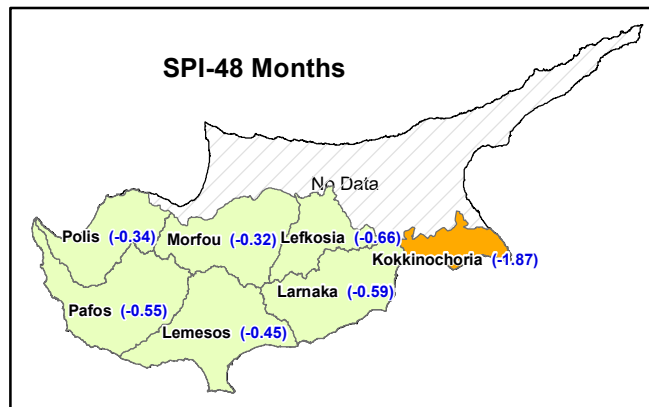 SPI-48 Months
No Data
Polis (-0.34)
Morfou (-0.32)
Lefkosia (-0.66)
Kokkinochoria (-1.87)
Larnaka (-0.59)
Pafos (-0.55)
Lemesos (-0.45)